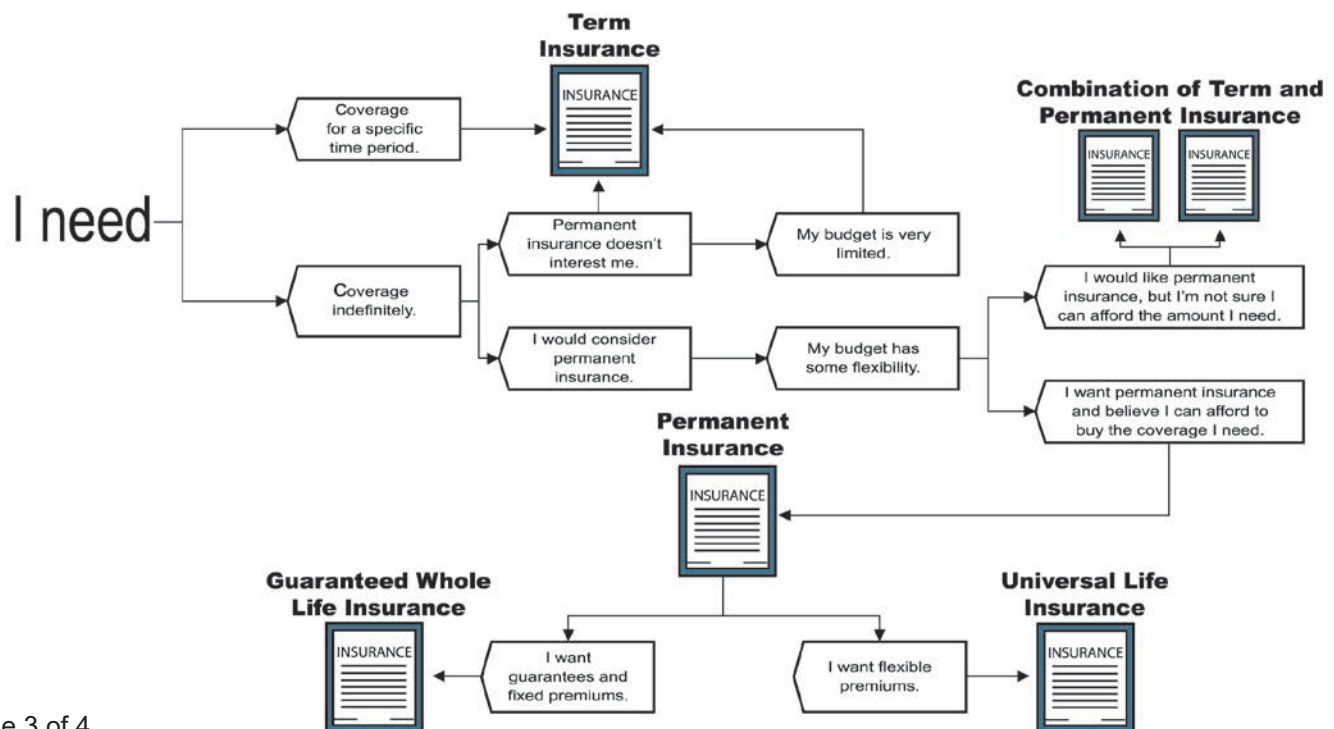 Term
Insurance
INSURANCE
Coverage
for a specific
time period.
Combination of Term and
Permanent Insurance
INSURANCE
INSURANCE
I need
Permanent
insurance doesn't
interest me.
My budget is very
limited.
Coverage
indefinitely.
I would like permanent
insurance, but I'm not sure I
can afford the amount I need.
I would consider
permanent
insurance.
My budget has
some flexibility.
I want permanent insurance
and believe I can afford to
buy the coverage I need.
Permanent
Insurance
INSURANCE
Guaranteed Whole
Life Insurance
INSURANCE
I want
guarantees and
fixed premiums.
I want flexible
premiums.
Universal Life
Insurance
INSURANCE
e 3 of 4